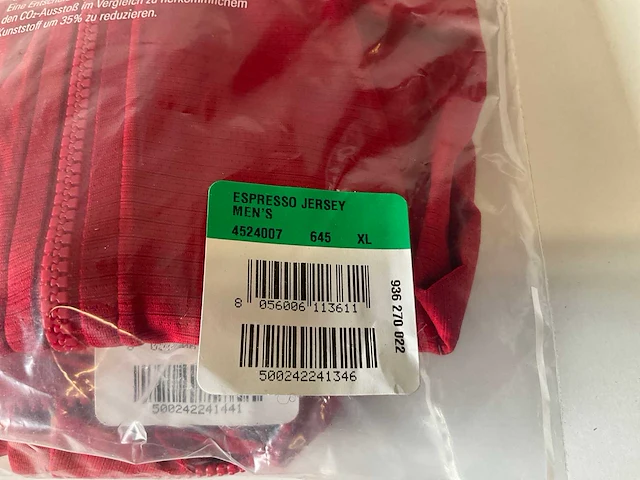 Eine
den CO₂-Ausstoß im Vergleich zu herkömmlichem
Kunststoff um 35% zu reduzieren.
ESPRESSO JERSEY
MEN'S
4524007 645 XL
8 056006 113611
500242241346
936 270 022
500242241441